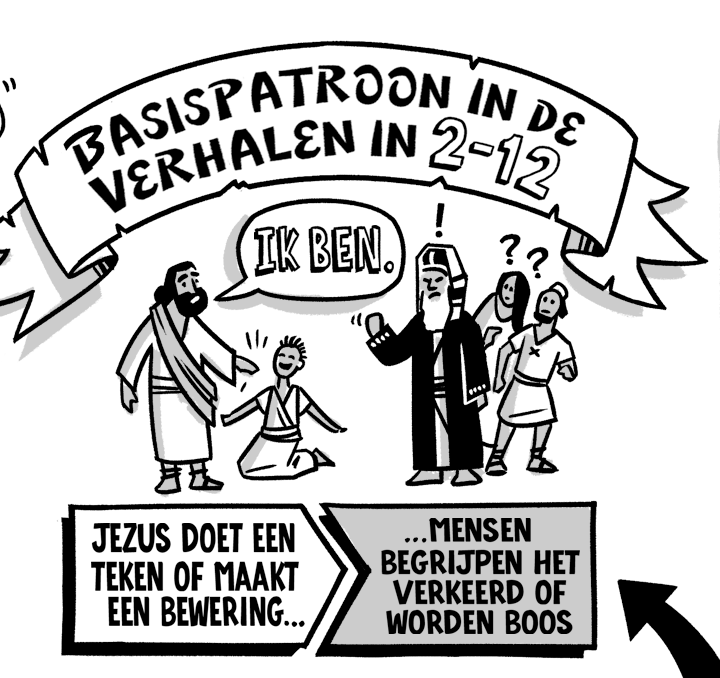 BASISPATROON IN DE
VERHALEN IN 2-12
IK BEN.
!
? ?
JEZUS DOET EEN
TEKEN OF MAAKT
EEN BEWERING...
...MENSEN
BEGRIJPEN HET
VERKEERD OF
WORDEN BOOS